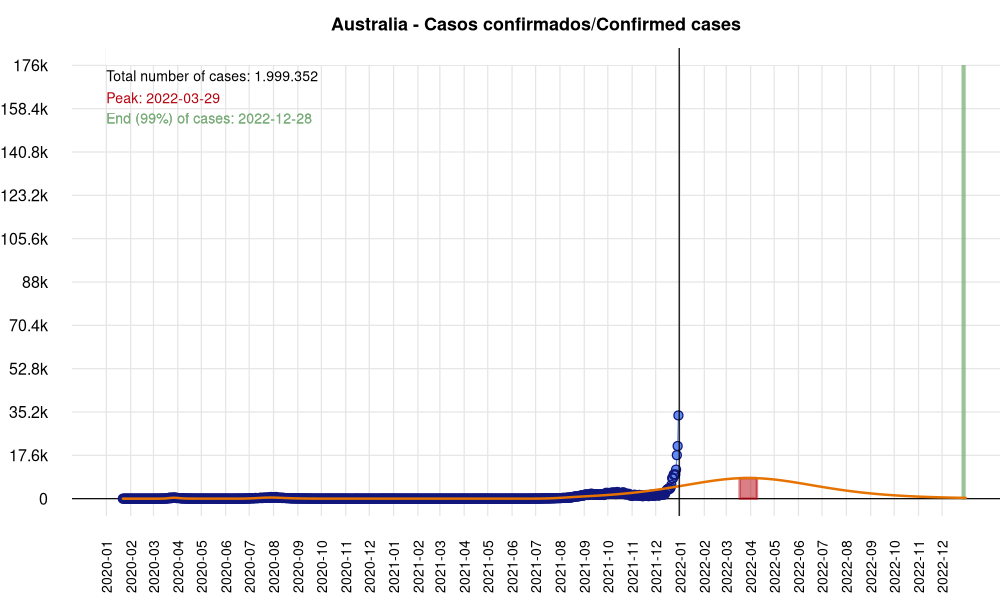 Australia - Casos confirmados/Confirmed cases
176k
Total number of cases: 1.999.352
Peak: 2022-03-29
158.4k
End (99%) of cases: 2022-12-28
140.8k
123.2k
105.6k
88k
70.4k
52.8k
35.2k
17.6k
0
2020-01
2020-02
2020-03
2020-04
2020-05
2020-06
2020-07
2020-08
2020-09
2020-10
2020-11
2020-12
2021-01
2021-02
2021-03
2021-04
2021-05
2021-06
2021-07
2021-08
2021-09
2021-10
2021-11
2021-12
2022-01
2022-02
2022-03
2022-04
2022-05
2022-06
2022-07
2022-08
2022-09
2022-10
2022-11
2022-12